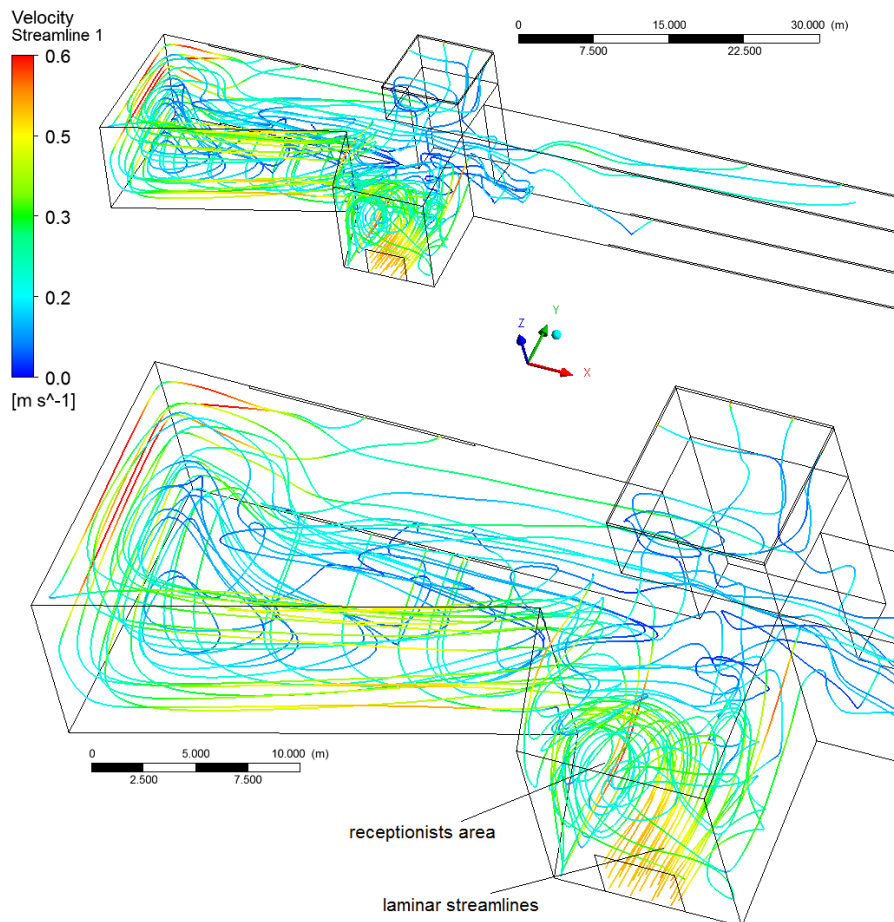 Velocity
Streamline 1
0.6
0.5
0.3
0.2
0.0
[m s^-1]
0 15.000 30.000 (m)
7.500 22.500
Z Y
X
0 5.000 10.000 (m)
2.500 7.500
receptionists area
laminar streamlines